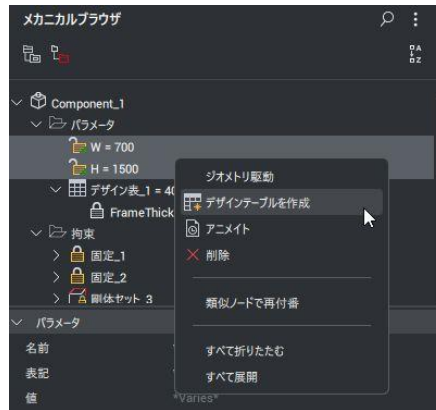 メカニカルブラウザ
Component_1
パラメータ
W = 700
H = 1500
デザイン表_1 = 40
FrameThick
拘束
固定_1
固定_2
剛体セット_3
ジオメトリ駆動
デザインテーブルを作成
アニメイト
削除
類似ノードで再付番
すべて折りたたむ
すべて展開
パラメータ
名前
表記
値
*Varies*